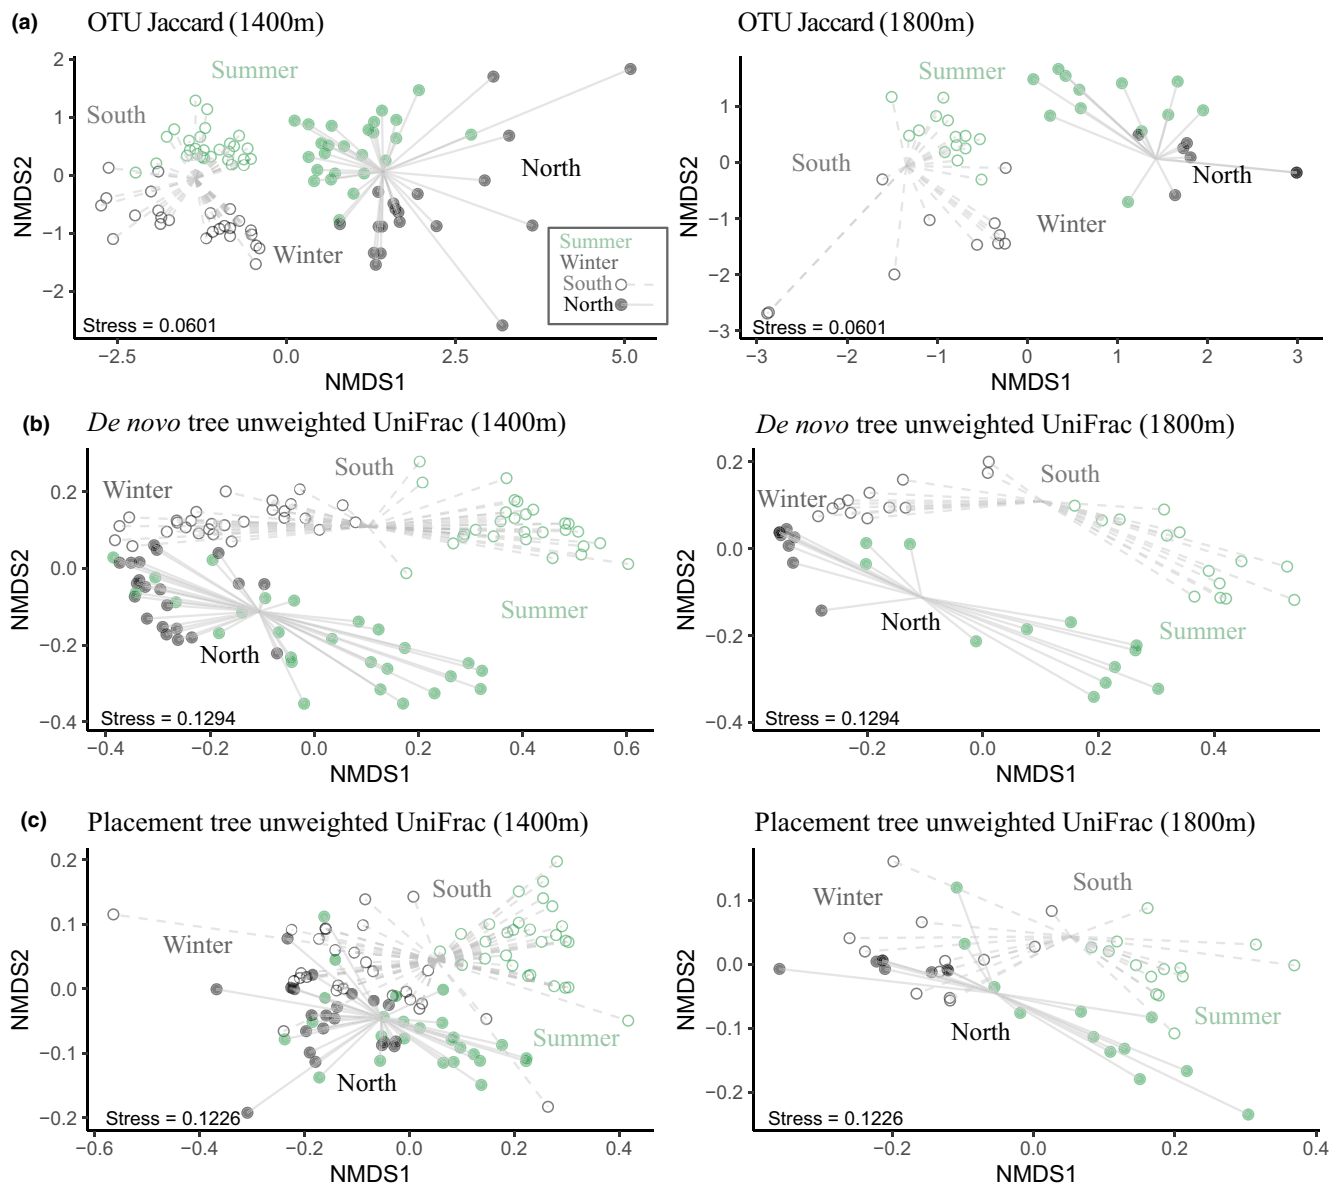 (a) OTU Jaccard (1400m)
2
1
0
−1
−2
NMDS2
Summer
South
Winter
North
Stress = 0.0601
−2.5 0.0 2.5 5.0
NMDS1
Summer
Winter
South
North
OTU Jaccard (1800m)
1
0
−1
−2
−3
NMDS2
Summer
South
North
Winter
Stress = 0.0601
−3 −2 −1 0 1 2 3
NMDS1
(b) De novo tree unweighted UniFrac (1400m)
0.2
0.0
−0.2
−0.4
NMDS2
South
Winter
Summer
North
Stress = 0.1294
−0.4 −0.2 0.0 0.2 0.4 0.6
NMDS1
De novo tree unweighted UniFrac (1800m)
0.2
0.0
−0.2
−0.4
NMDS2
South
Winter
North
Summer
Stress = 0.1294
−0.2 0.0 0.2 0.4
NMDS1
(c) Placement tree unweighted UniFrac (1400m)
0.2
0.1
0.0
−0.1
−0.2
NMDS2
South
Winter
Summer
North
Stress = 0.1226
−0.6 −0.4 −0.2 0.0 0.2 0.4
NMDS1
Placement tree unweighted UniFrac (1800m)
0.1
0.0
−0.1
−0.2
NMDS2
South
Winter
Summer
North
Stress = 0.1226
−0.2 0.0 0.2 0.4
NMDS1